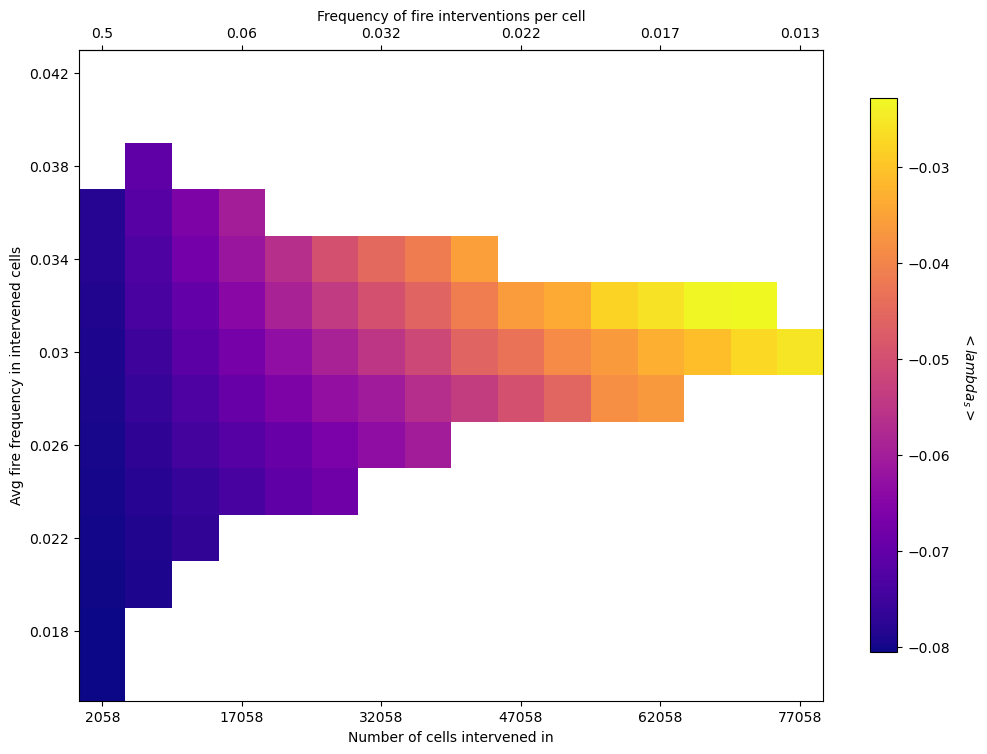 Frequency of fire interventions per cell
0.5 0.06 0.032 0.022 0.017 0.013
0.042
0.038
0.034
0.03
0.026
0.022
0.018
Avg fire frequency in intervened cells
2058 17058 32058 47058 62058 77058
Number of cells intervened in
−0.03
−0.04
−0.05
−0.06
−0.07
−0.08
< lambda_s >